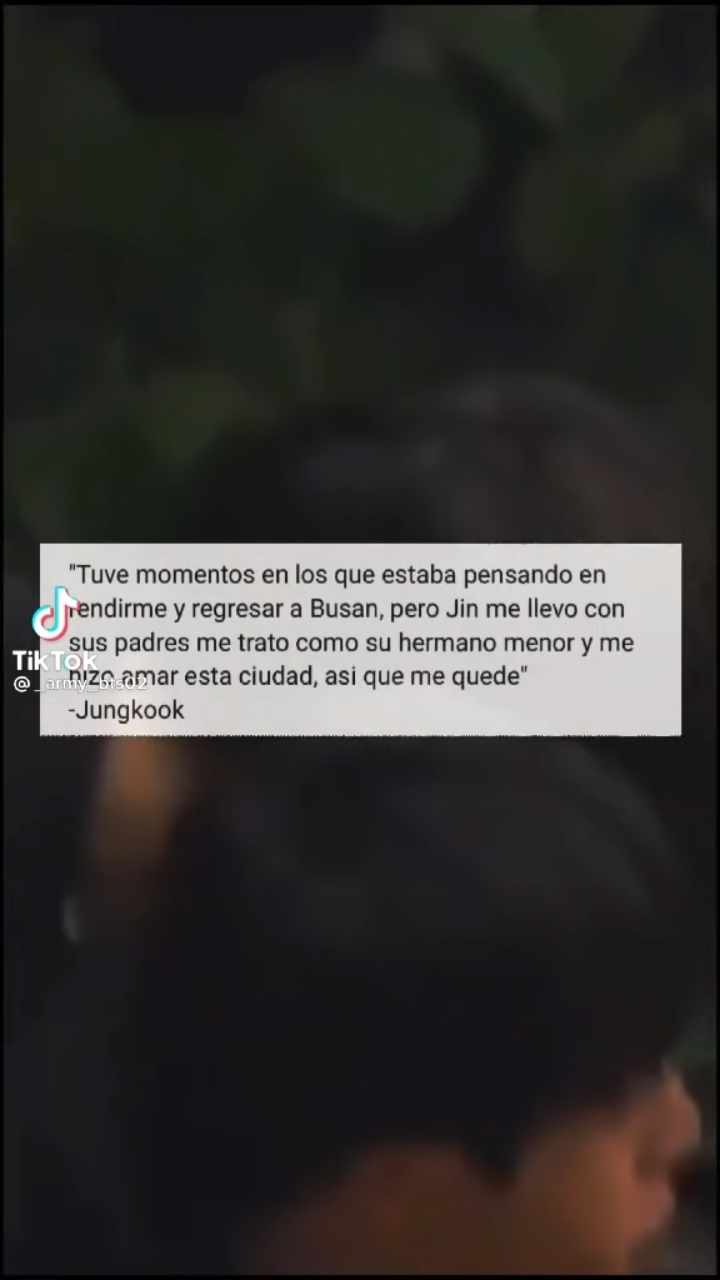 "Tuve momentos en los que estaba pensando en
rendirme y regresar a Busan, pero Jin me llevo con
sus padres me trato como su hermano menor y me
hizo amar esta ciudad, asi que me quede"
-Jungkook
TikTok
@_army_bts02